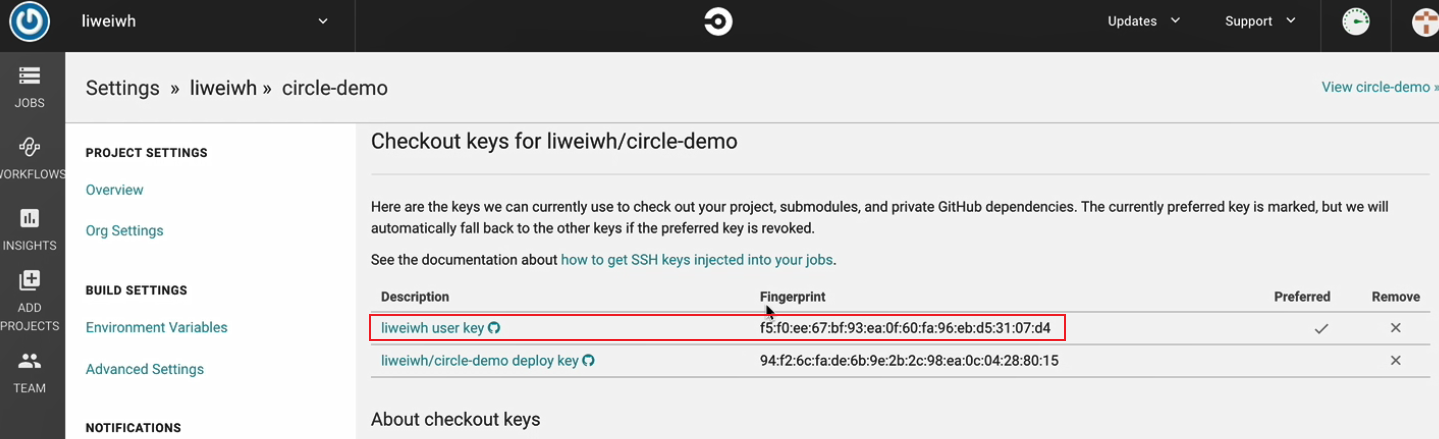 liweiwh
Updates
Support
JOBS
WORKFLOWS
INSIGHTS
ADD
PROJECTS
TEAM
Settings » liweiwh » circle-demo
View circle-demo »
PROJECT SETTINGS
Overview
Org Settings
BUILD SETTINGS
Environment Variables
Advanced Settings
NOTIFICATIONS
Checkout keys for liweiwh/circle-demo
Here are the keys we can currently use to check out your project, submodules, and private GitHub dependencies. The currently preferred key is marked, but we will
automatically fall back to the other keys if the preferred key is revoked.
See the documentation about how to get SSH keys injected into your jobs.
Description Fingerprint Preferred Remove
liweiwh user key f5:f0:ee:67:bf:93:ea:0f:60:fa:96:eb:d5:31:07:d4
liweiwh/circle-demo deploy key 94:f2:6c:fa:de:6b:9e:2b:2c:98:ea:0c:04:28:80:15
About checkout keys